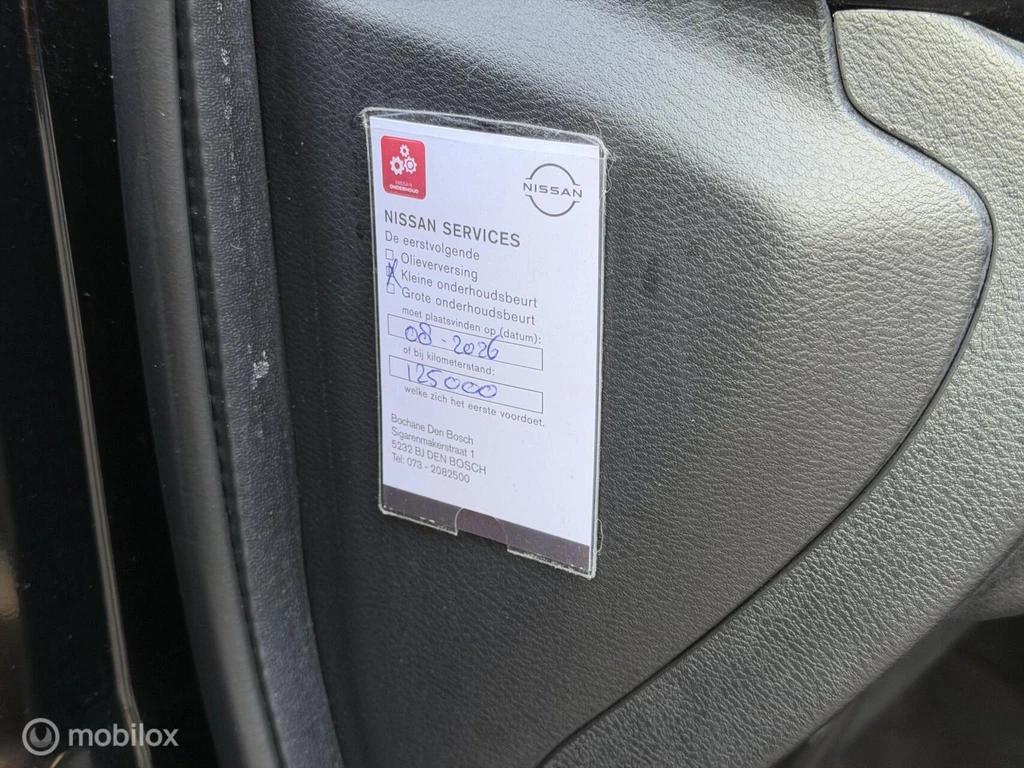 NISSAN
ONDERHOUD
NISSAN
NISSAN SERVICES
De eerstvolgende
Olieverversing
Kleine onderhoudsbeurt
Grote onderhoudsbeurt
moet plaatsvinden op (datum):
08-2026
of bij kilometerstand:
125000
welke zich het eerste voordoet.
Bochane Den Bosch
Sigarenmakerstraat 1
5232 BJ DEN BOSCH
Tel: 073 - 2082500
mobilox